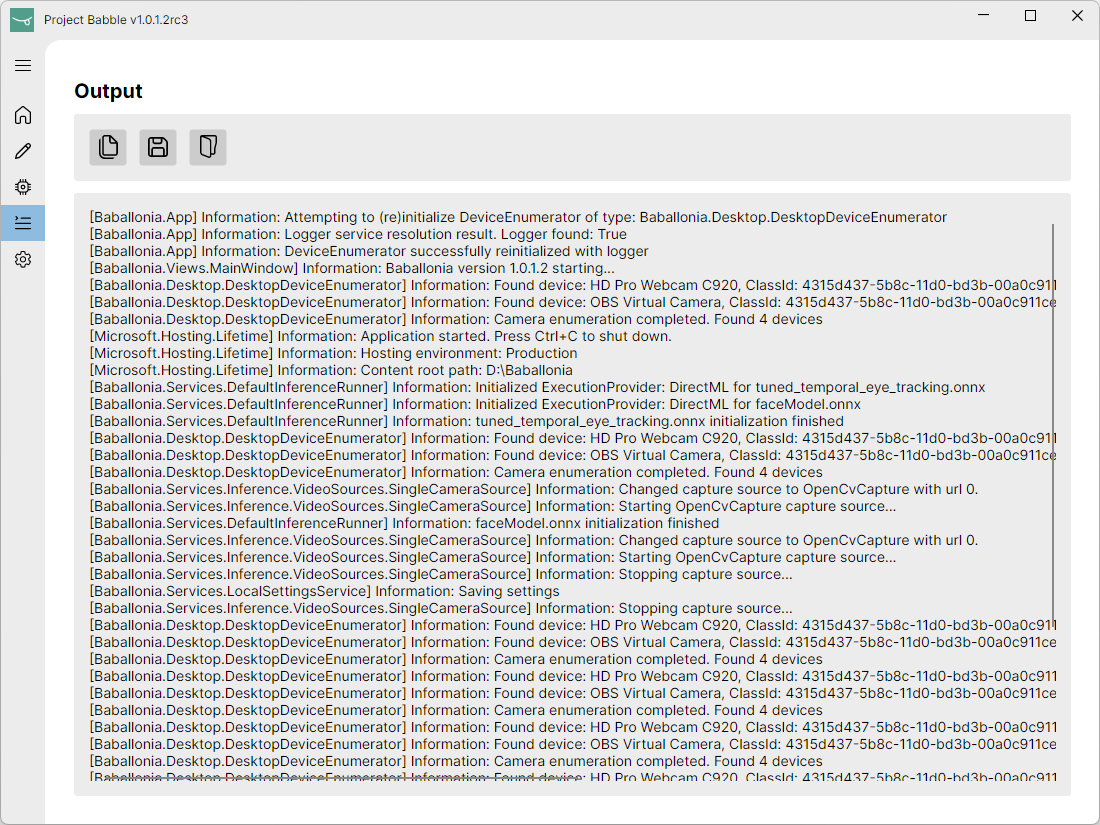 Project Babble v1.0.1.2rc3
Output
[Baballonia.App] Information: Attempting to (re)initialize DeviceEnumerator of type: Baballonia.Desktop.DesktopDeviceEnumerator
[Baballonia.App] Information: Logger service resolution result. Logger found: True
[Baballonia.App] Information: DeviceEnumerator successfully reinitialized with logger
[Baballonia.Views.MainWindow] Information: Baballonia version 1.0.1.2 starting...
[Baballonia.Desktop.DesktopDeviceEnumerator] Information: Found device: HD Pro Webcam C920, ClassId: 4315d437-5b8c-11d0-bd3b-00a0c911
[Baballonia.Desktop.DesktopDeviceEnumerator] Information: Found device: OBS Virtual Camera, ClassId: 4315d437-5b8c-11d0-bd3b-00a0c911ce
[Baballonia.Desktop.DesktopDeviceEnumerator] Information: Camera enumeration completed. Found 4 devices
[Microsoft.Hosting.Lifetime] Information: Application started. Press Ctrl+C to shut down.
[Microsoft.Hosting.Lifetime] Information: Hosting environment: Production
[Microsoft.Hosting.Lifetime] Information: Content root path: D:\Baballonia
[Baballonia.Services.DefaultInferenceRunner] Information: Initialized ExecutionProvider: DirectML for tuned_temporal_eye_tracking.onnx
[Baballonia.Services.DefaultInferenceRunner] Information: Initialized ExecutionProvider: DirectML for faceModel.onnx
[Baballonia.Services.DefaultInferenceRunner] Information: tuned_temporal_eye_tracking.onnx initialization finished
[Baballonia.Desktop.DesktopDeviceEnumerator] Information: Found device: HD Pro Webcam C920, ClassId: 4315d437-5b8c-11d0-bd3b-00a0c911
[Baballonia.Desktop.DesktopDeviceEnumerator] Information: Found device: OBS Virtual Camera, ClassId: 4315d437-5b8c-11d0-bd3b-00a0c911ce
[Baballonia.Desktop.DesktopDeviceEnumerator] Information: Camera enumeration completed. Found 4 devices
[Baballonia.Services.Inference.VideoSources.SingleCameraSource] Information: Changed capture source to OpenCvCapture with url 0.
[Baballonia.Services.Inference.VideoSources.SingleCameraSource] Information: Starting OpenCvCapture capture source...
[Baballonia.Services.DefaultInferenceRunner] Information: faceModel.onnx initialization finished
[Baballonia.Services.Inference.VideoSources.SingleCameraSource] Information: Changed capture source to OpenCvCapture with url 0.
[Baballonia.Services.Inference.VideoSources.SingleCameraSource] Information: Starting OpenCvCapture capture source...
[Baballonia.Services.Inference.VideoSources.SingleCameraSource] Information: Stopping capture source...
[Baballonia.Services.LocalSettingsService] Information: Saving settings
[Baballonia.Services.Inference.VideoSources.SingleCameraSource] Information: Stopping capture source...
[Baballonia.Desktop.DesktopDeviceEnumerator] Information: Found device: HD Pro Webcam C920, ClassId: 4315d437-5b8c-11d0-bd3b-00a0c911
[Baballonia.Desktop.DesktopDeviceEnumerator] Information: Found device: OBS Virtual Camera, ClassId: 4315d437-5b8c-11d0-bd3b-00a0c911ce
[Baballonia.Desktop.DesktopDeviceEnumerator] Information: Camera enumeration completed. Found 4 devices
[Baballonia.Desktop.DesktopDeviceEnumerator] Information: Found device: HD Pro Webcam C920, ClassId: 4315d437-5b8c-11d0-bd3b-00a0c911
[Baballonia.Desktop.DesktopDeviceEnumerator] Information: Found device: OBS Virtual Camera, ClassId: 4315d437-5b8c-11d0-bd3b-00a0c911ce
[Baballonia.Desktop.DesktopDeviceEnumerator] Information: Camera enumeration completed. Found 4 devices
[Baballonia.Desktop.DesktopDeviceEnumerator] Information: Found device: HD Pro Webcam C920, ClassId: 4315d437-5b8c-11d0-bd3b-00a0c911
[Baballonia.Desktop.DesktopDeviceEnumerator] Information: Found device: OBS Virtual Camera, ClassId: 4315d437-5b8c-11d0-bd3b-00a0c911ce
[Baballonia.Desktop.DesktopDeviceEnumerator] Information: Camera enumeration completed. Found 4 devices
[Baballonia.Desktop.DesktopDeviceEnumerator] Information: Found device: HD Pro Webcam C920, ClassId: 4315d437-5b8c-11d0-bd3b-00a0c911